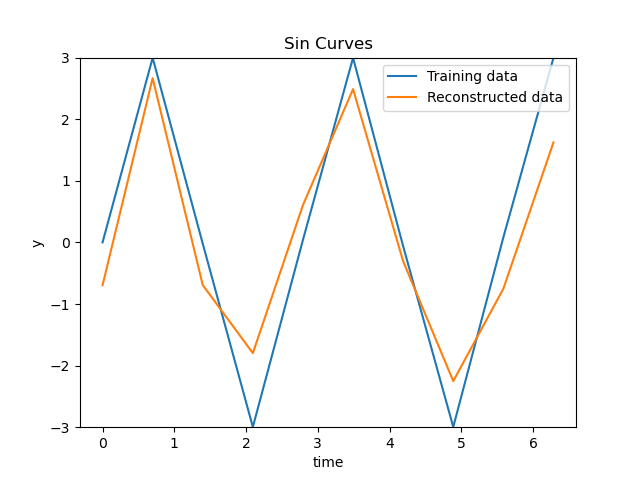 Sin Curves
Training data
Reconstructed data
y
3
2
1
0
−1
−2
−3
0 1 2 3 4 5 6
time